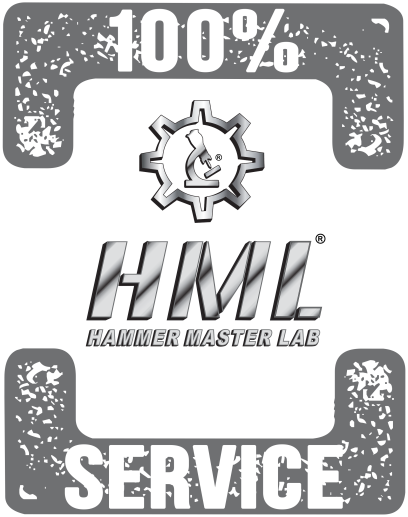 100%
®
HML®
HAMMER MASTER LAB
SERVICE